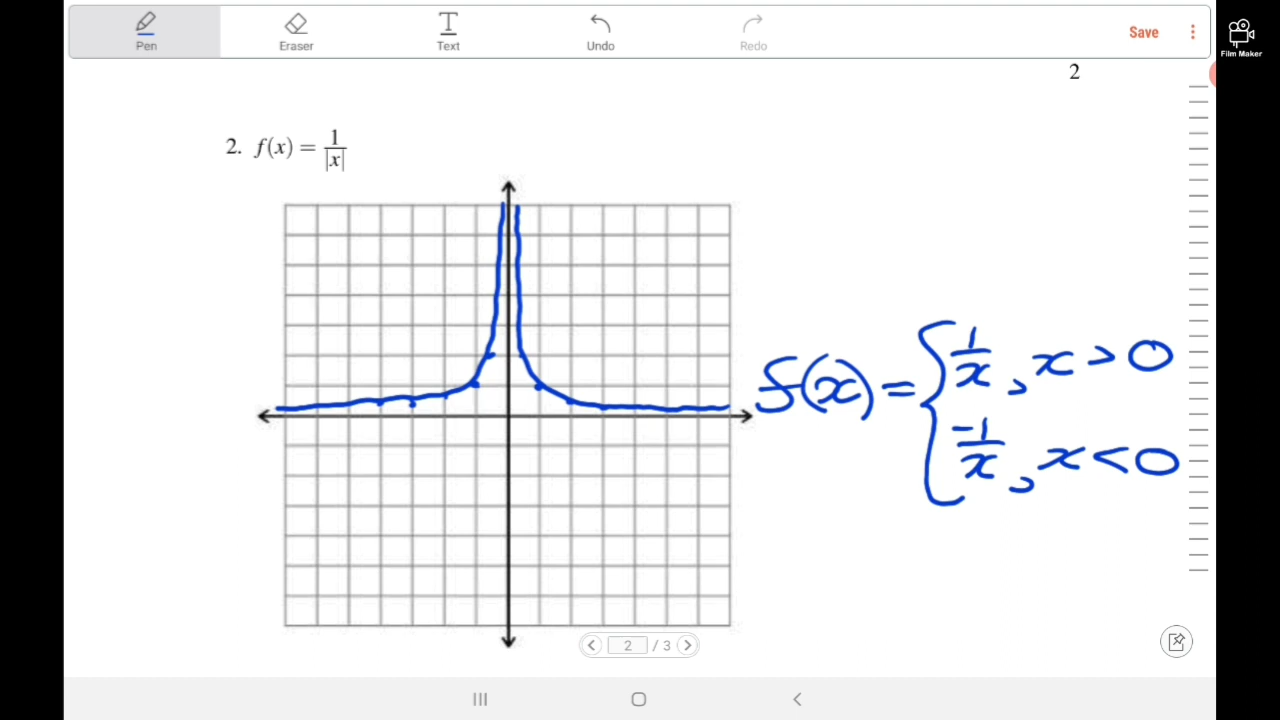 Pen Eraser Text Undo Redo Save
Film Maker
2
2. f(x) = 1/|x|
f(x) = { 1/x, x > 0
-1/x, x < 0
2 / 3